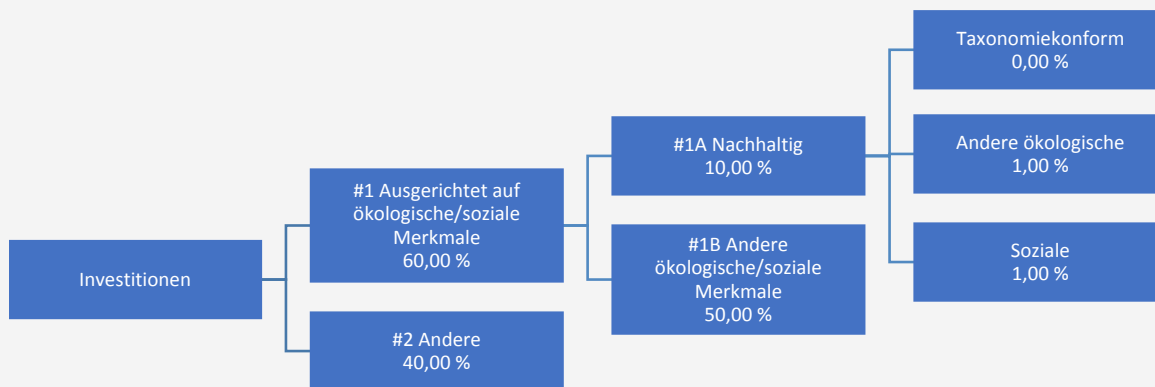 Investitionen
#1 Ausgerichtet auf
ökologische/soziale
Merkmale
60,00 %
#2 Andere
40,00 %
#1A Nachhaltig
10,00 %
#1B Andere
ökologische/soziale
Merkmale
50,00 %
Taxonomiekonform
0,00 %
Andere ökologische
1,00 %
Soziale
1,00 %